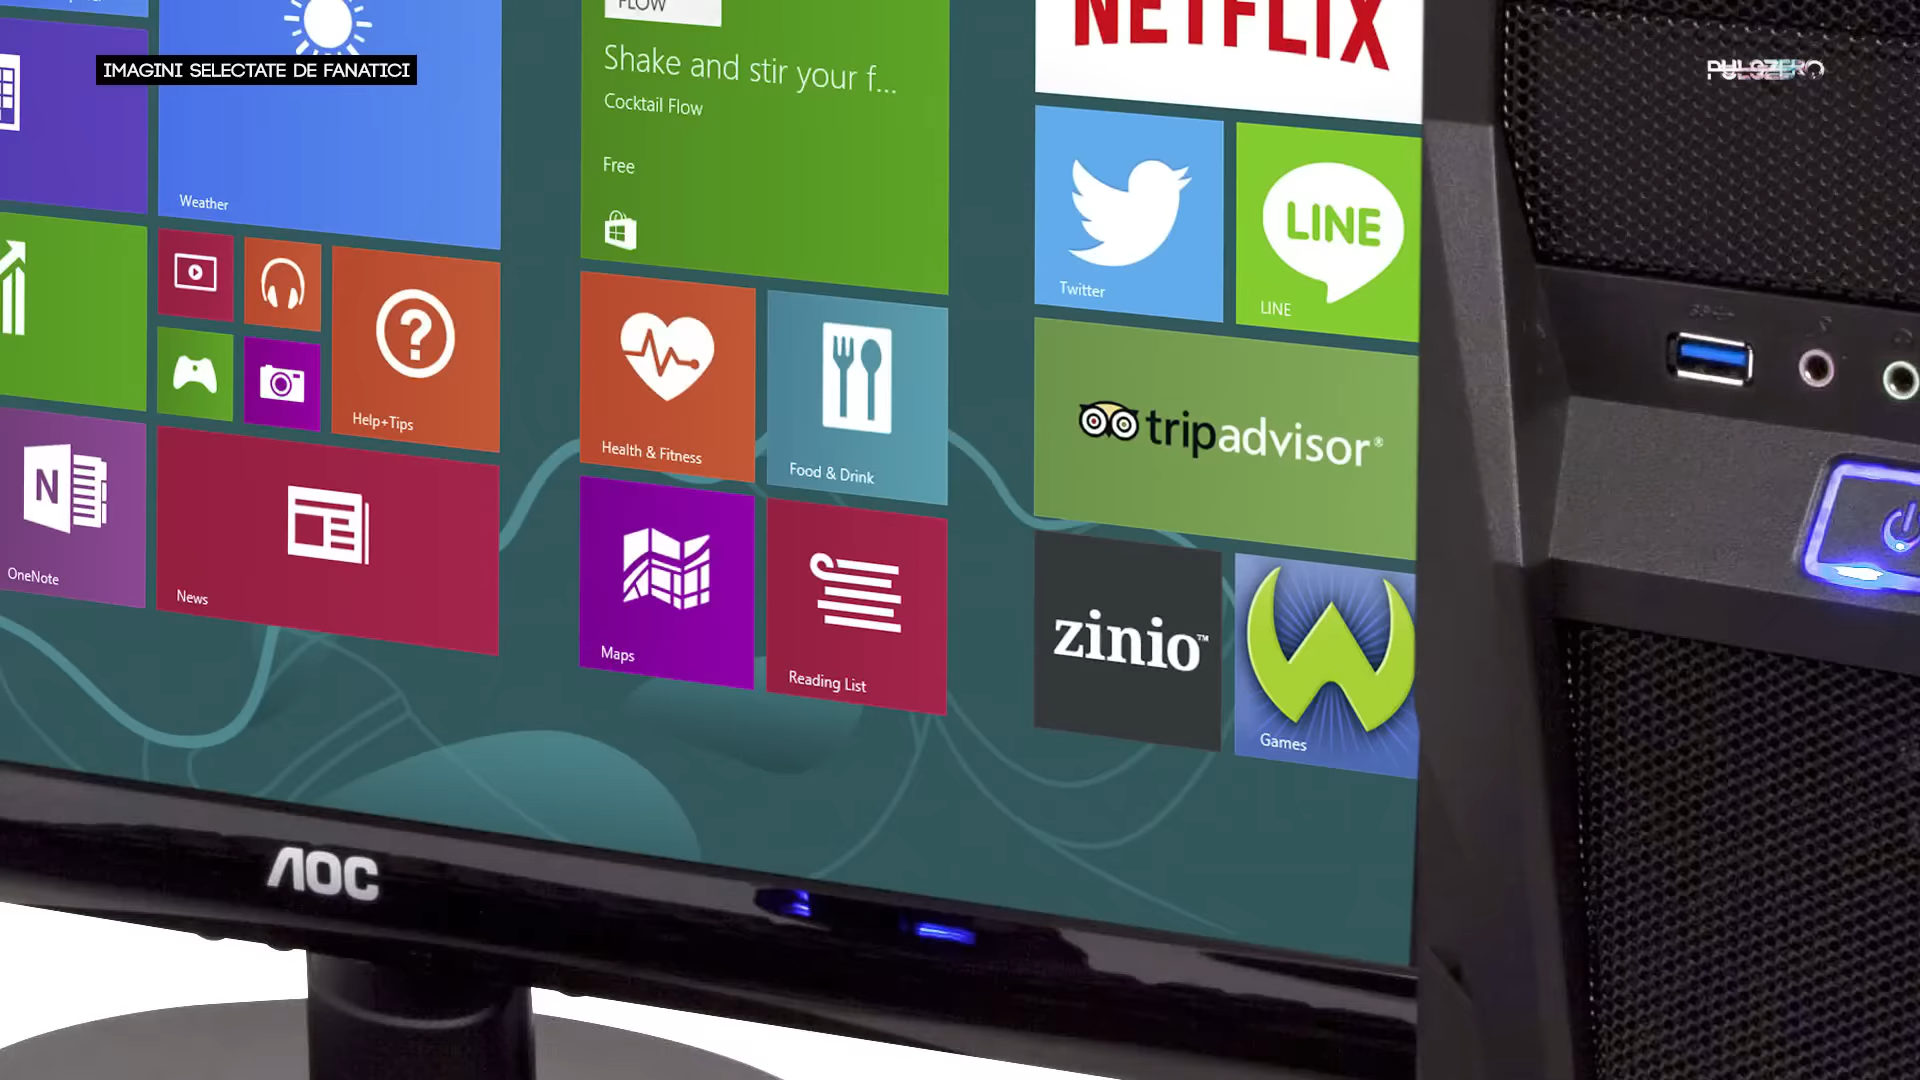 IMAGINI SELECTATE DE FANATICI
FLOW
Shake and stir your f...
Cocktail Flow
Free
NETFLIX
Weather
Twitter
LINE
LINE
Help+Tips
Health & Fitness
Food & Drink
tripadvisor®
N
OneNote
News
Maps
Reading List
zinio™
Games
AOC